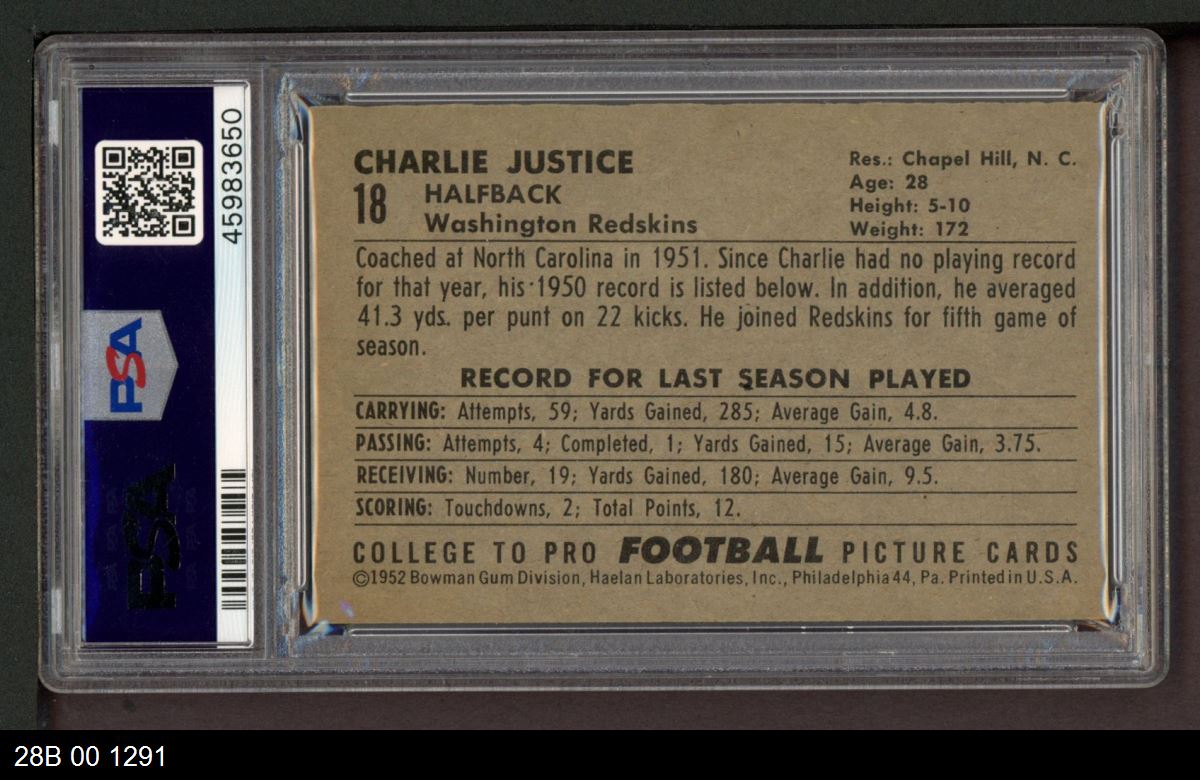 45983650
PSA
PSA
CHARLIE JUSTICE
18
HALFBACK
Washington Redskins
Res.: Chapel Hill, N. C.
Age: 28
Height: 5-10
Weight: 172
Coached at North Carolina in 1951. Since Charlie had no playing record
for that year, his 1950 record is listed below. In addition, he averaged
41.3 yds. per punt on 22 kicks. He joined Redskins for fifth game of
season.
RECORD FOR LAST SEASON PLAYED
CARRYING: Attempts, 59; Yards Gained, 285; Average Gain, 4.8.
PASSING: Attempts, 4; Completed, 1; Yards Gained, 15; Average Gain, 3.75.
RECEIVING: Number, 19; Yards Gained, 180; Average Gain, 9.5.
SCORING: Touchdowns, 2; Total Points, 12.
COLLEGE TO PRO FOOTBALL PICTURE CARDS
©1952 Bowman Gum Division, Haelan Laboratories, Inc., Philadelphia 44, Pa. Printed in U.S.A.
28B 00 1291